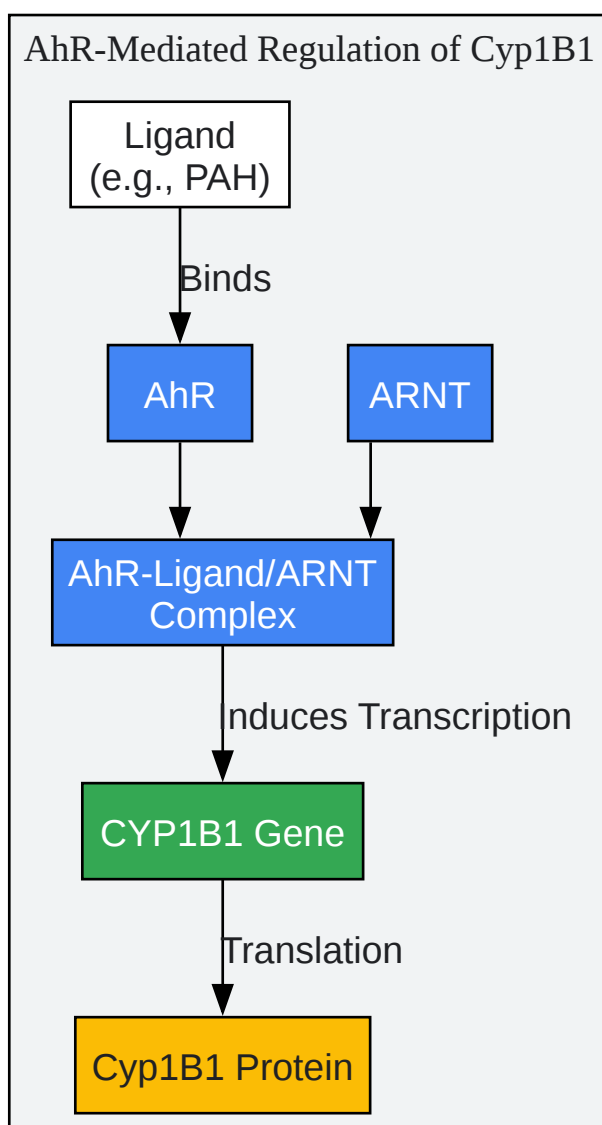 AhR-Mediated Regulation of Cyp1B1
Ligand
(e.g., PAH)
Binds
AhR
ARNT
AhR-Ligand/ARNT
Complex
Induces Transcription
CYP1B1 Gene
Translation
Cyp1B1 Protein